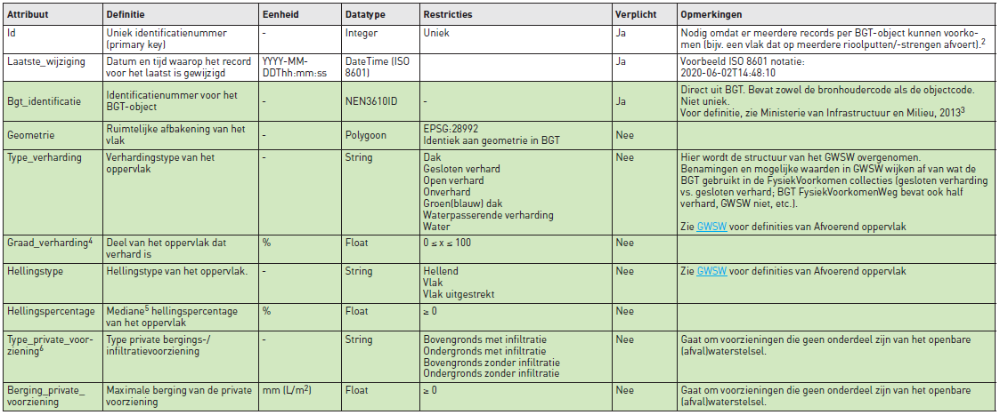 Attribuut Definitie Eenheid Datatype Restricties Verplicht Opmerkingen
Id Uniek identificatienummer - Integer Uniek Ja Nodig omdat er meerdere records per BGT-object kunnen voorko-
(primary key) men (bijv. een vlak dat op meerdere rioolputten/-strengen afvoert).²
Laatste_wijziging Datum en tijd waarop het record YYYY-MM- DateTime (ISO Ja Voorbeeld ISO 8601 notatie:
voor het laatst is gewijzigd DDThh:mm:ss 8601) 2020-06-02T14:48:10
Bgt_identificatie Identificatienummer voor het - NEN3610ID - Ja Direct uit BGT. Bevat zowel de bronhoudercode als de objectcode.
BGT-object Niet uniek.
Voor definitie, zie Ministerie van Infrastructuur en Milieu, 2013³
Geometrie Ruimtelijke afbakening van het - Polygoon EPSG:28992 Nee
vlak Identiek aan geometrie in BGT
Type_verharding Verhardingstype van het - String Dak Nee Hier wordt de structuur van het GWSW overgenomen.
oppervlak Gesloten verhard Benamingen en mogelijke waarden in GWSW wijken af van wat de
Open verhard BGT gebruikt in de FysiekVoorkomen collecties (gesloten verharding
Onverhard vs. gesloten verhard; BGT FysiekVoorkomenWeg bevat ook half
Groen(blauw) dak verhard, GWSW niet, etc.).
Waterpasserende verharding
Water Zie GWSW voor definities van Afvoerend oppervlak
Graad_verharding⁴ Deel van het oppervlak dat % Float 0 ≤ x ≤ 100 Nee
verhard is
Hellingstype Hellingstype van het oppervlak. - String Hellend Nee Zie GWSW voor definities van Afvoerend oppervlak
Vlak
Vlak uitgestrekt
Hellingspercentage Mediane⁵ hellingspercentage % Float ≥ 0 Nee
van het oppervlak
Type_private_voor- Type private bergings-/ - String Bovengronds met infiltratie Nee Gaat om voorzieningen die geen onderdeel zijn van het openbare
ziening⁶ infiltratievoorziening Ondergronds met infiltratie (afval)waterstelsel.
Bovengronds zonder infiltratie
Ondergronds zonder infiltratie
Berging_private_ Maximale berging van de private mm (L/m²) Float ≥ 0 Nee Gaat om voorzieningen die geen onderdeel zijn van het openbare
voorziening voorziening (afval)waterstelsel.